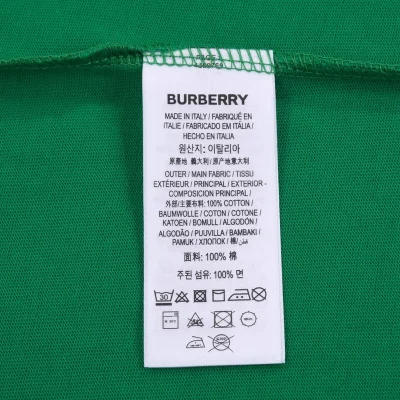 BURBERRY
MADE IN ITALY / FABRIQUÉ EN
ITALIE / FABRICADO EM ITÁLIA /
HECHO EN ITALIA
원산지: 이탈리아
原產地 義大利 / 原产地意大利
OUTER / MAIN FABRIC / TISSU
EXTÉRIEUR / PRINCIPAL / EXTERIOR -
COMPOSICION PRINCIPAL /
外部/主要布料: 100% COTTON /
BAUMWOLLE / COTON / COTONE /
KATOEN / BOMULL / ALGODÓN /
ALGODÃO / PUUVILLA / BAMBAKI /
PAMUK / ХЛОПОК / 棉 / قطن
面料: 100% 棉
주된 섬유: 100% 면
30